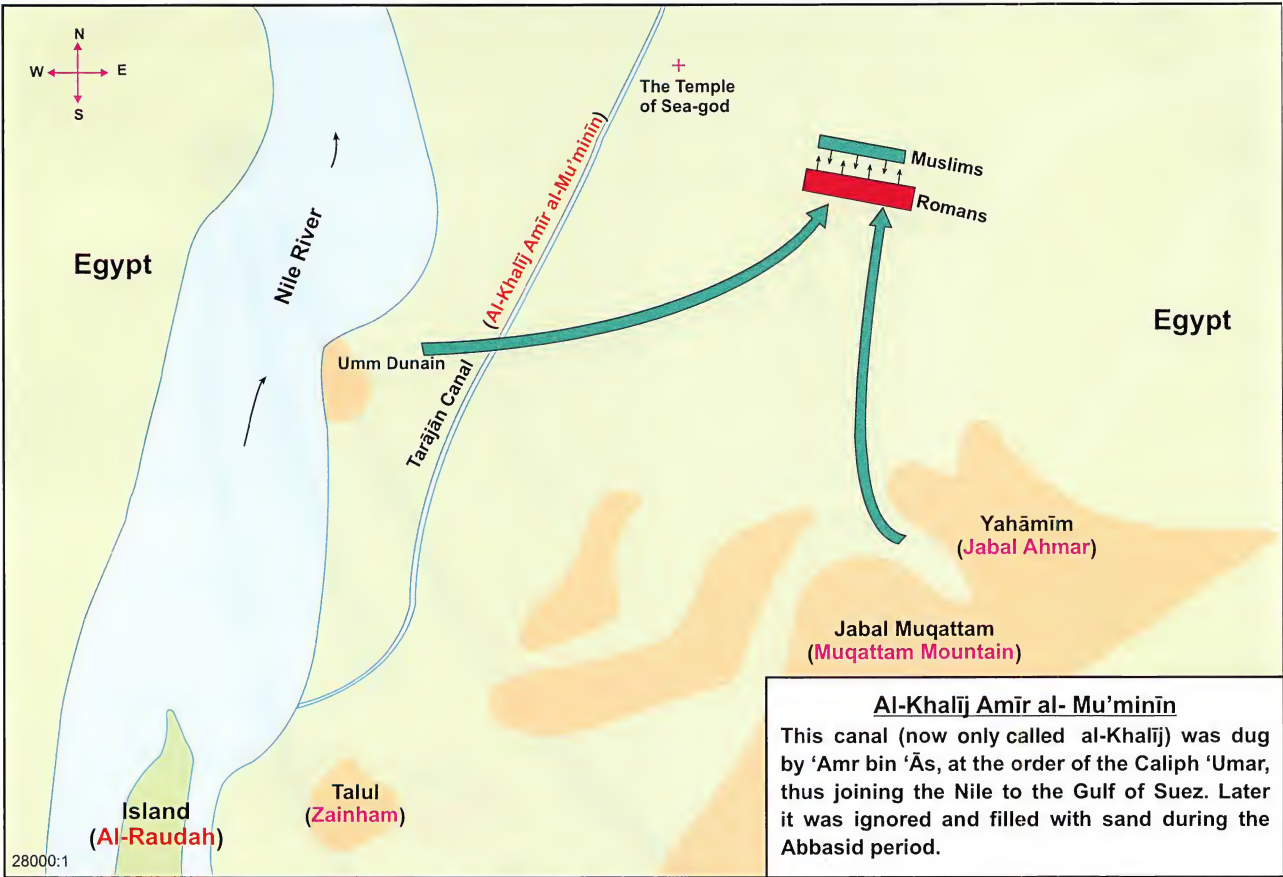 N
W E
S
The Temple
of Sea-god
Muslims
Romans
(Al-Khalīj Amīr al-Mu’minīn)
Egypt
Nile River
Egypt
Umm Dunain
Tarājān Canal
Yahāmīm
(Jabal Ahmar)
Jabal Muqattam
(Muqattam Mountain)
Talul
(Zainham)
Island
(Al-Raudah)
28000:1
Al-Khalīj Amīr al- Mu’minīn
This canal (now only called al-Khalīj) was dug
by ‘Amr bin ‘Ās, at the order of the Caliph ‘Umar,
thus joining the Nile to the Gulf of Suez. Later
it was ignored and filled with sand during the
Abbasid period.